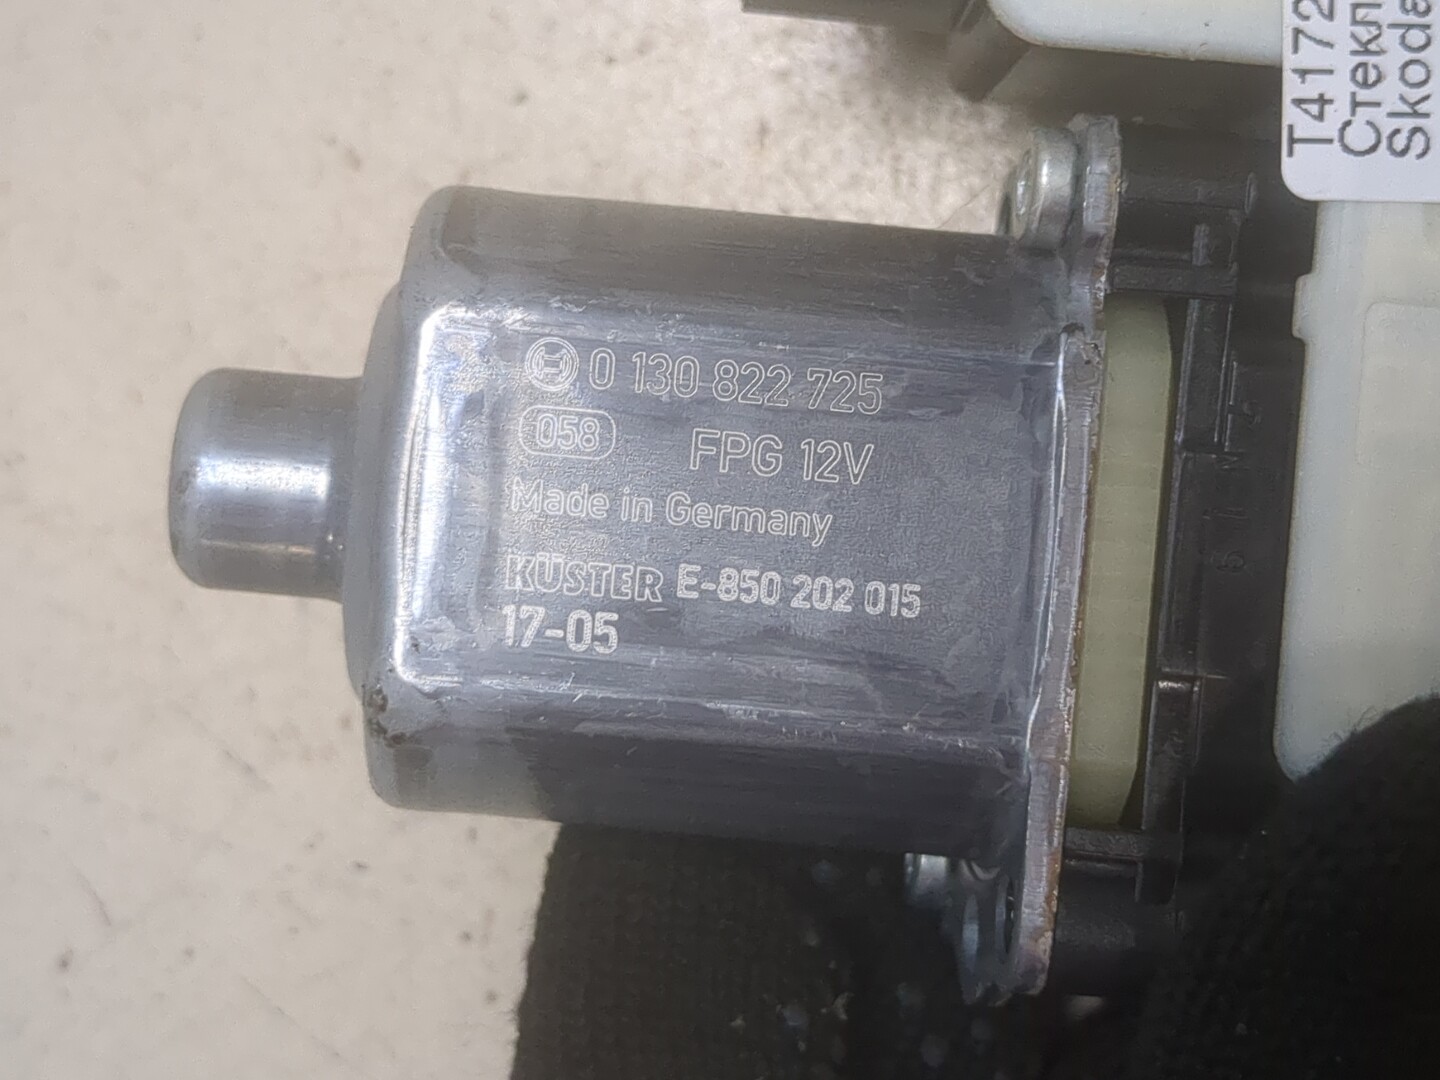 0 130 822 725
058 FPG 12V
Made in Germany
KÜSTER E-850 202 015
17-05
T4172
Стекл
Skoda